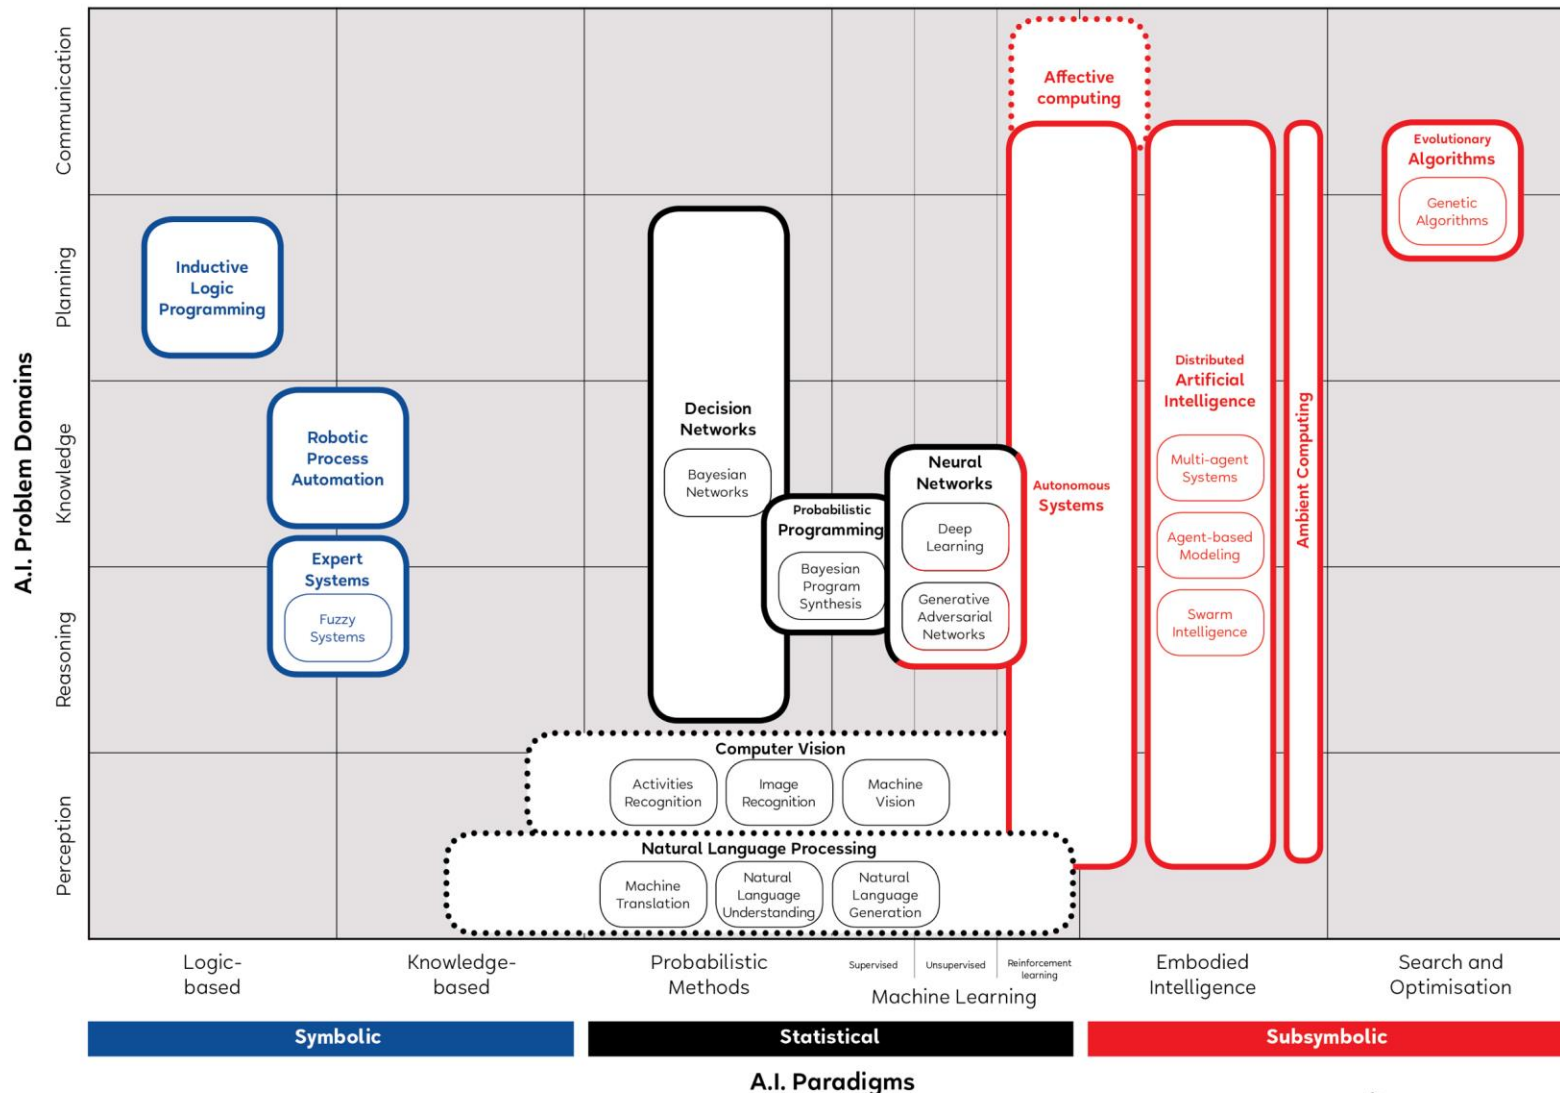 A.I. Problem Domains
Communication
Planning
Knowledge
Reasoning
Perception
Affective
computing
Evolutionary
Algorithms
Genetic
Algorithms
Inductive
Logic
Programming
Robotic
Process
Automation
Expert
Systems
Fuzzy
Systems
Decision
Networks
Bayesian
Networks
Probabilistic
Programming
Bayesian
Program
Synthesis
Neural
Networks
Deep
Learning
Generative
Adversarial
Networks
Autonomous
Systems
Distributed
Artificial
Intelligence
Multi-agent
Systems
Agent-based
Modeling
Swarm
Intelligence
Ambient Computing
Computer Vision
Activities
Recognition
Image
Recognition
Machine
Vision
Natural Language Processing
Machine
Translation
Natural
Language
Understanding
Natural
Language
Generation
Logic-
based
Knowledge-
based
Probabilistic
Methods
Supervised
Unsupervised
Reinforcement
learning
Machine Learning
Embodied
Intelligence
Search and
Optimisation
Symbolic
Statistical
Subsymbolic
A.I. Paradigms